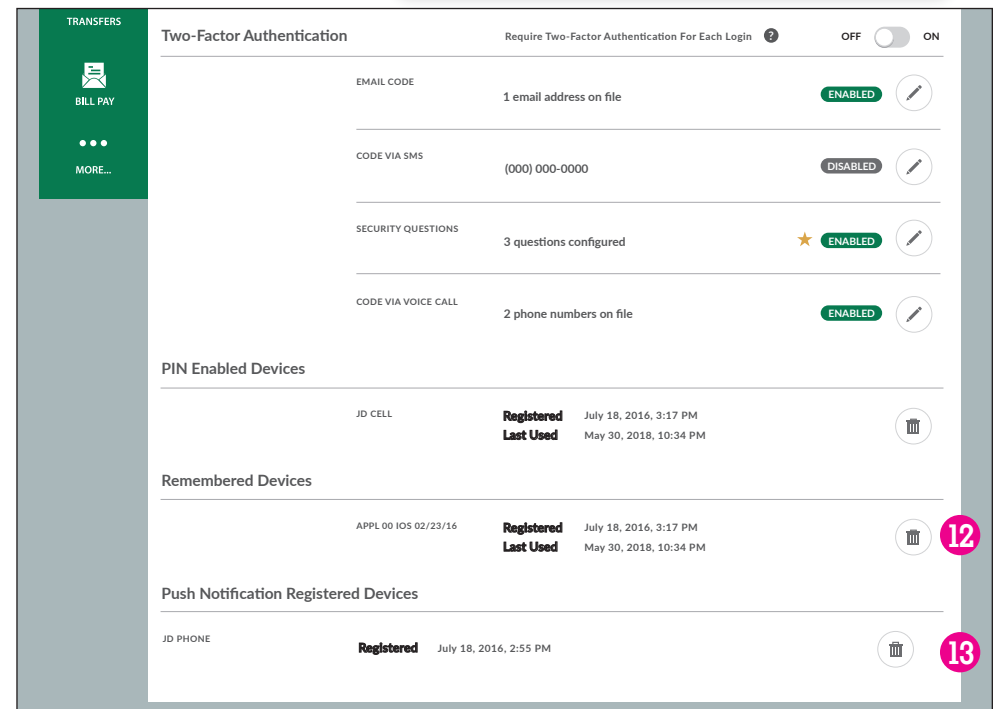 TRANSFERS
BILL PAY
MORE...
Two-Factor Authentication
Require Two-Factor Authentication For Each Login ?
OFF ON
EMAIL CODE
1 email address on file
ENABLED
CODE VIA SMS
(000) 000-0000
DISABLED
SECURITY QUESTIONS
3 questions configured
ENABLED
CODE VIA VOICE CALL
2 phone numbers on file
ENABLED
PIN Enabled Devices
JD CELL
Registered July 18, 2016, 3:17 PM
Last Used May 30, 2018, 10:34 PM
Remembered Devices
APPL 00 IOS 02/23/16
Registered July 18, 2016, 3:17 PM
Last Used May 30, 2018, 10:34 PM
12
Push Notification Registered Devices
JD PHONE
Registered July 18, 2016, 2:55 PM
13